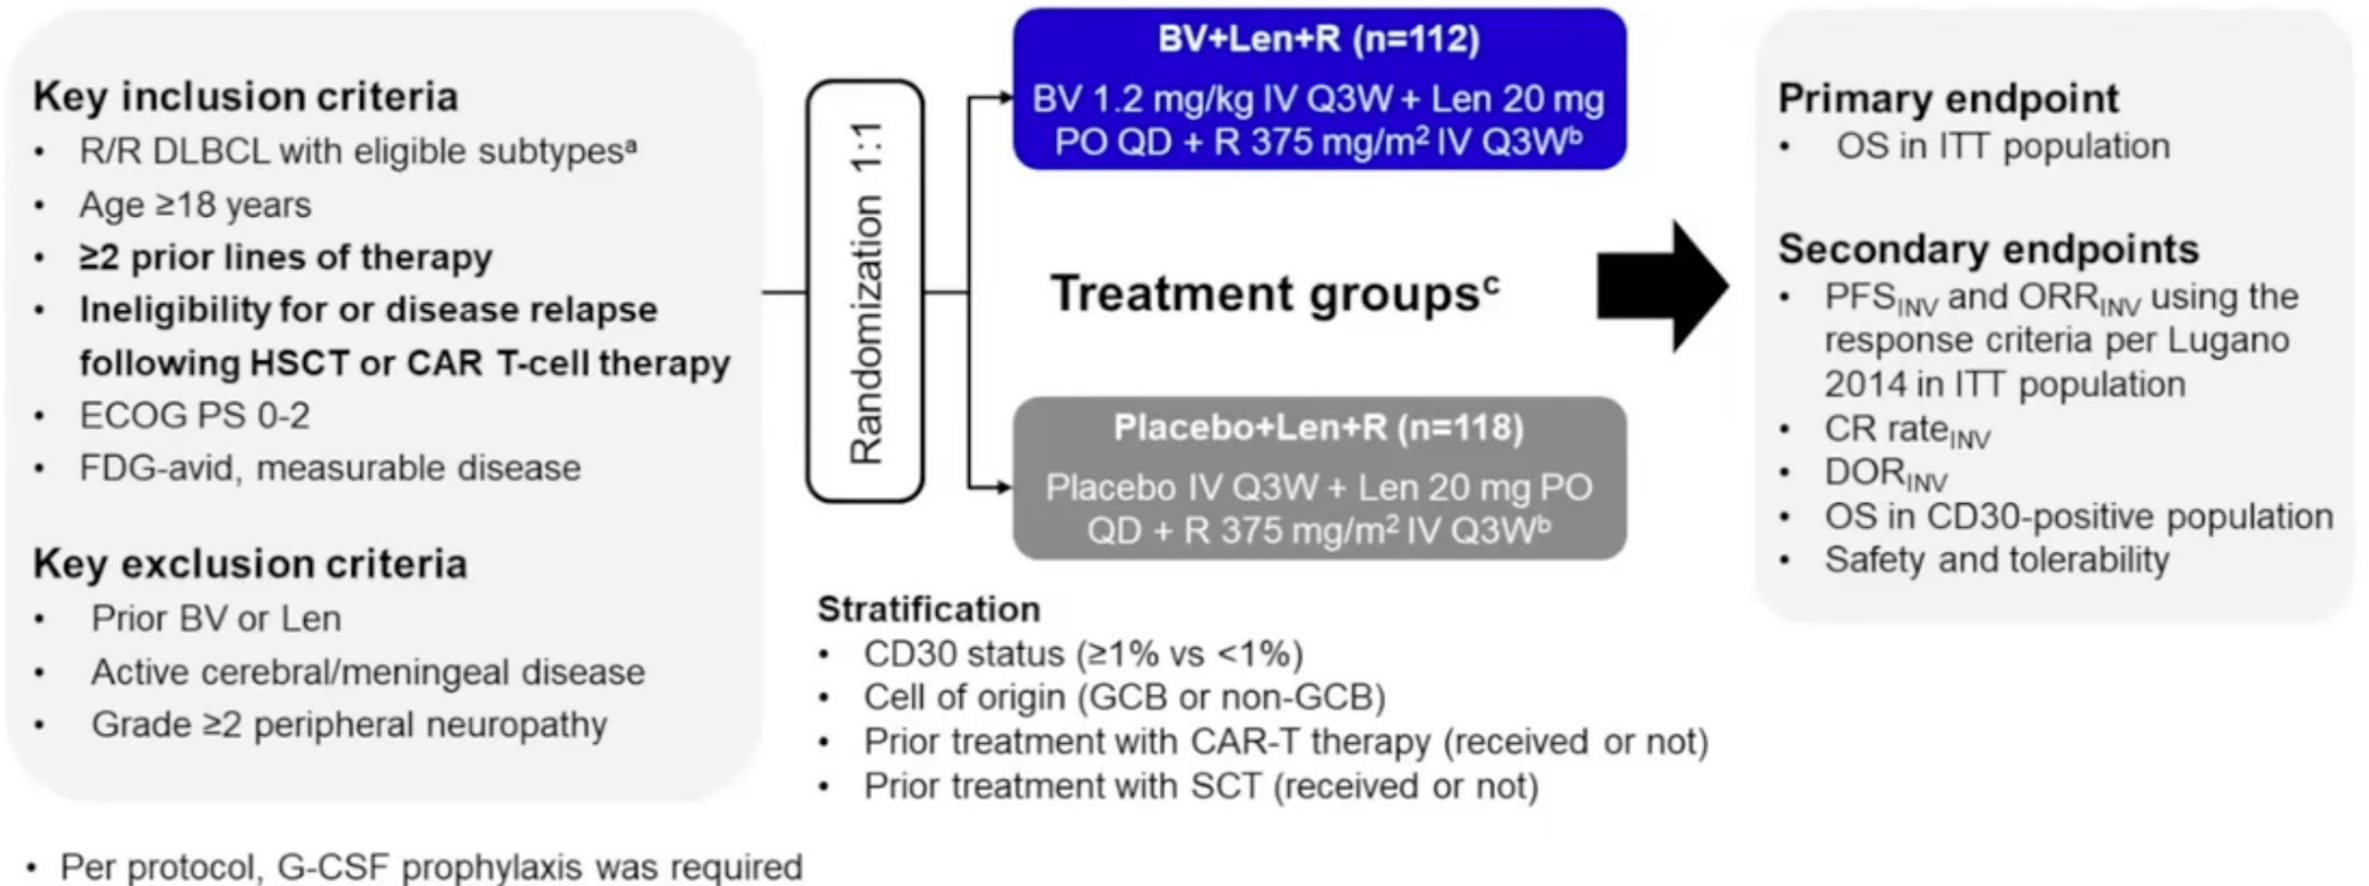 Key inclusion criteria
• R/R DLBCL with eligible subtypesᵃ
• Age ≥18 years
• ≥2 prior lines of therapy
• Ineligibility for or disease relapse
following HSCT or CAR T-cell therapy
• ECOG PS 0-2
• FDG-avid, measurable disease
Key exclusion criteria
• Prior BV or Len
• Active cerebral/meningeal disease
• Grade ≥2 peripheral neuropathy
Randomization 1:1
BV+Len+R (n=112)
BV 1.2 mg/kg IV Q3W + Len 20 mg
PO QD + R 375 mg/m² IV Q3Wᵇ
Treatment groupsᶜ
Placebo+Len+R (n=118)
Placebo IV Q3W + Len 20 mg PO
QD + R 375 mg/m² IV Q3Wᵇ
Stratification
• CD30 status (≥1% vs <1%)
• Cell of origin (GCB or non-GCB)
• Prior treatment with CAR-T therapy (received or not)
• Prior treatment with SCT (received or not)
Primary endpoint
• OS in ITT population
Secondary endpoints
• PFSINV and ORRINV using the
response criteria per Lugano
2014 in ITT population
• CR rateINV
• DORINV
• OS in CD30-positive population
• Safety and tolerability
• Per protocol, G-CSF prophylaxis was required